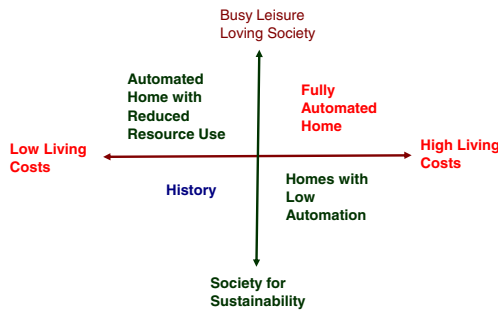 Busy Leisure
Loving Society
Automated
Home with
Reduced
Resource Use
Fully
Automated
Home
Low Living
Costs
High Living
Costs
History
Homes with
Low
Automation
Society for
Sustainability